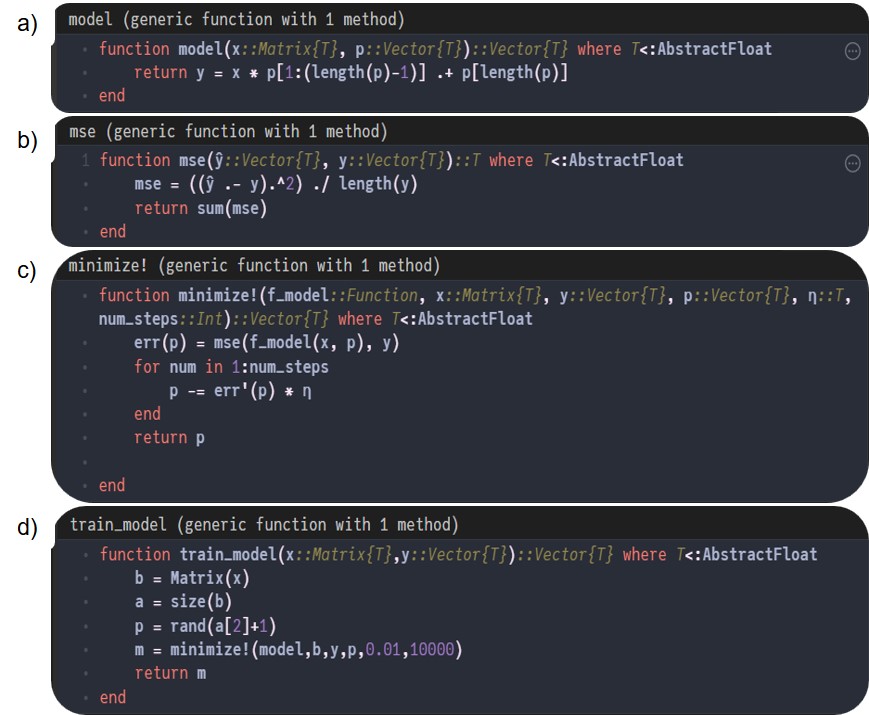 a)
model (generic function with 1 method)
function model(x::Matrix{T}, p::Vector{T})::Vector{T} where T<:AbstractFloat
return y = x * p[1:(length(p)-1)] .+ p[length(p)]
end
b)
mse (generic function with 1 method)
1 function mse(ŷ::Vector{T}, y::Vector{T})::T where T<:AbstractFloat
mse = ((ŷ .- y).^2) ./ length(y)
return sum(mse)
end
c)
minimize! (generic function with 1 method)
function minimize!(f_model::Function, x::Matrix{T}, y::Vector{T}, p::Vector{T}, η::T,
num_steps::Int)::Vector{T} where T<:AbstractFloat
err(p) = mse(f_model(x, p), y)
for num in 1:num_steps
p -= err'(p) * η
end
return p
end
d)
train_model (generic function with 1 method)
function train_model(x::Matrix{T},y::Vector{T})::Vector{T} where T<:AbstractFloat
b = Matrix(x)
a = size(b)
p = rand(a[2]+1)
m = minimize!(model,b,y,p,0.01,10000)
return m
end